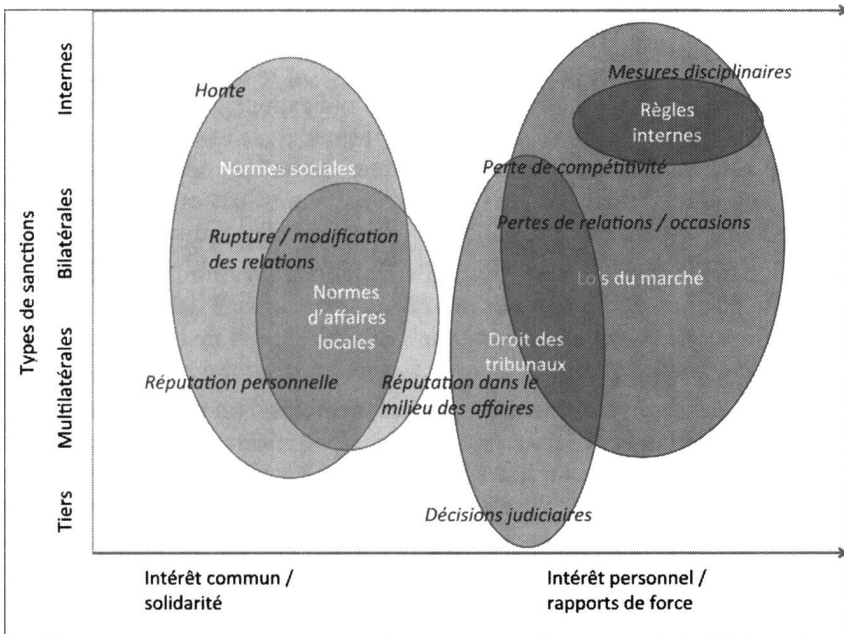 Types de sanctions
Internes
Bilatérales
Multilatérales
Tiers
Honte
Normes sociales
Rupture / modification
des relations
Normes
d'affaires
locales
Réputation personnelle
Réputation dans le
milieu des affaires
Mesures disciplinaires
Règles
internes
Perte de compétitivité
Pertes de relations / occasions
Lois du marché
Droit des
tribunaux
Décisions judiciaires
Intérêt commun /
solidarité
Intérêt personnel /
rapports de force